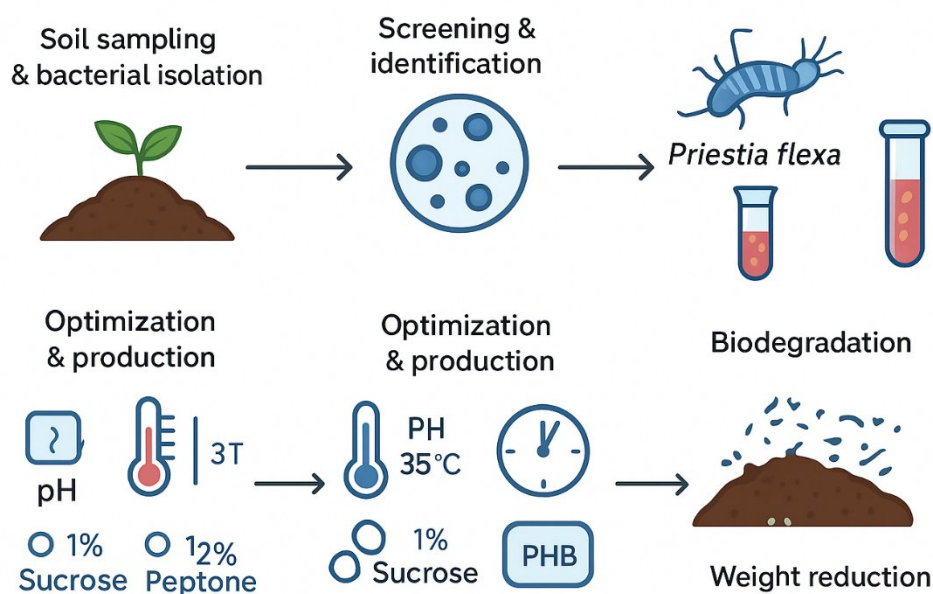 Soil sampling
& bacterial isolation
Screening &
identification
Priestia flexa
Optimization
& production
pH
3T
1%
Sucrose
12%
Peptone
Optimization
& production
PH
35°C
1%
Sucrose
PHB
Biodegradation
Weight reduction